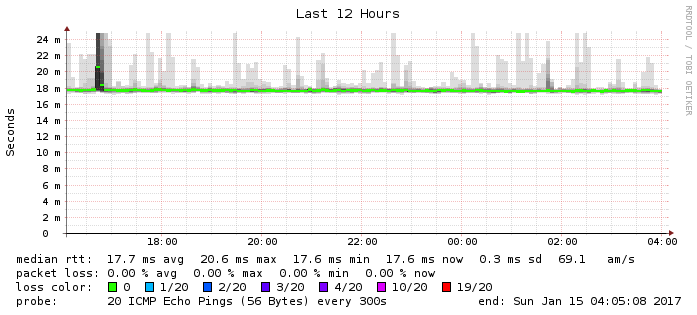 Last 12 Hours
RRDTOOL / TOBI OETIKER
Seconds
24 m
22 m
20 m
18 m
16 m
14 m
12 m
10 m
8 m
6 m
4 m
2 m
0
18:00 20:00 22:00 00:00 02:00 04:00
median rtt: 17.7 ms avg 20.6 ms max 17.6 ms min 17.6 ms now 0.3 ms sd 69.1 am/s
packet loss: 0.00 % avg 0.00 % max 0.00 % min 0.00 % now
loss color: 0 1/20 2/20 3/20 4/20 10/20 19/20
probe: 20 ICMP Echo Pings (56 Bytes) every 300s end: Sun Jan 15 04:05:08 2017